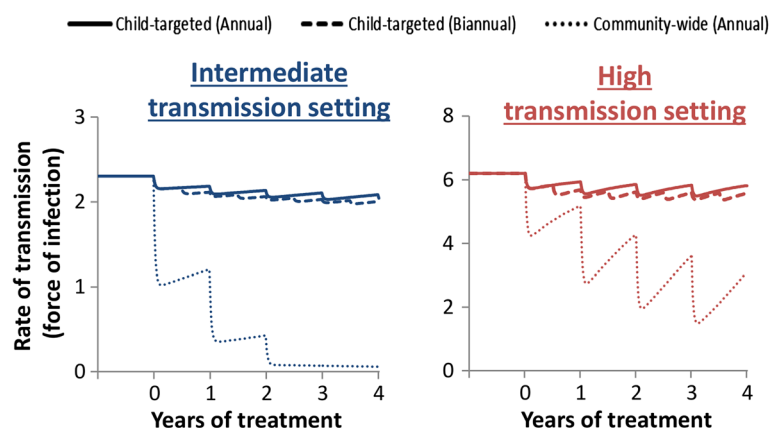 Child-targeted (Annual) Child-targeted (Biannual) Community-wide (Annual)
Intermediate
transmission setting
High
transmission setting
Rate of transmission
(force of infection)
3
2
1
0
0 1 2 3 4
Years of treatment
8
6
4
2
0
0 1 2 3 4
Years of treatment